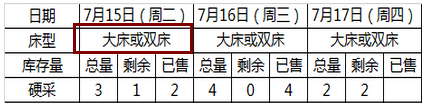 日期 7月15日（周二） 7月16日（周三） 7月17日（周四）
床型 大床或双床 大床或双床 大床或双床
库存量 总量 剩余 已售 总量 剩余 已售 总量 剩余 已售
硬采 3 1 2 4 0 4 2 2